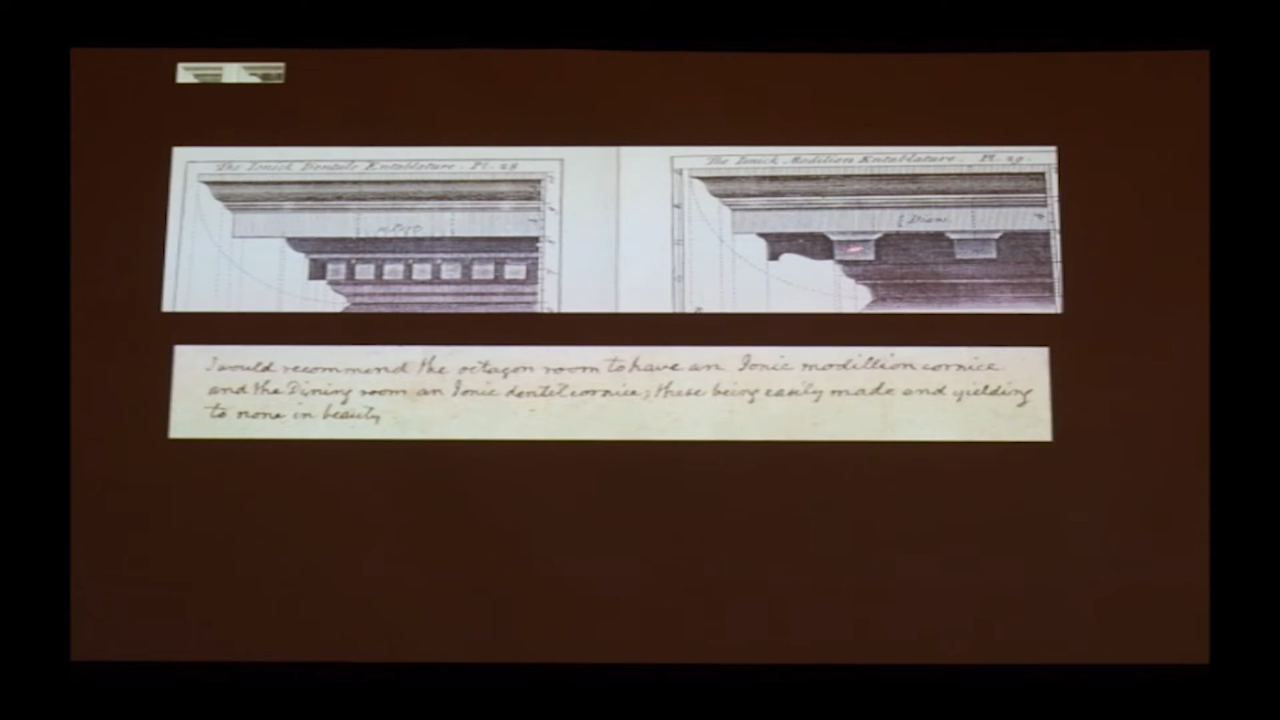 The Ionick Dentule Entablature. Pl. 28
The Ionick Modilion Entablature. Pl. 29.
I would recommend the octagon room to have an Ionic modillion cornice
and the Dining room an Ionic dentel cornice; these being easily made and yielding
to none in beauty